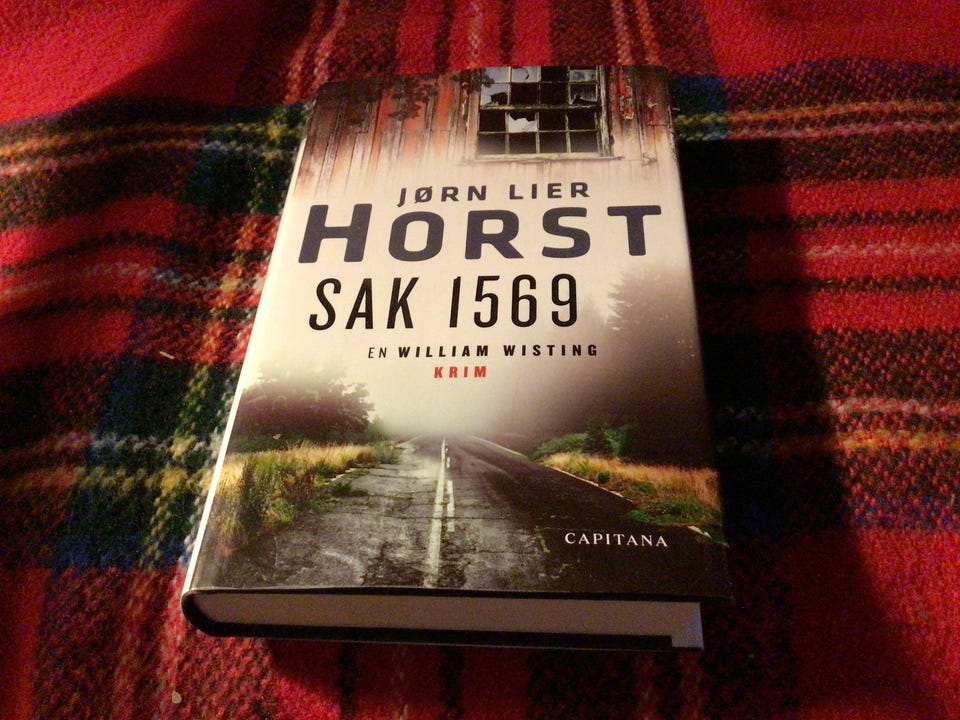 JØRN LIER
HORST
SAK 1569
EN WILLIAM WISTING
KRIM
CAPITANA